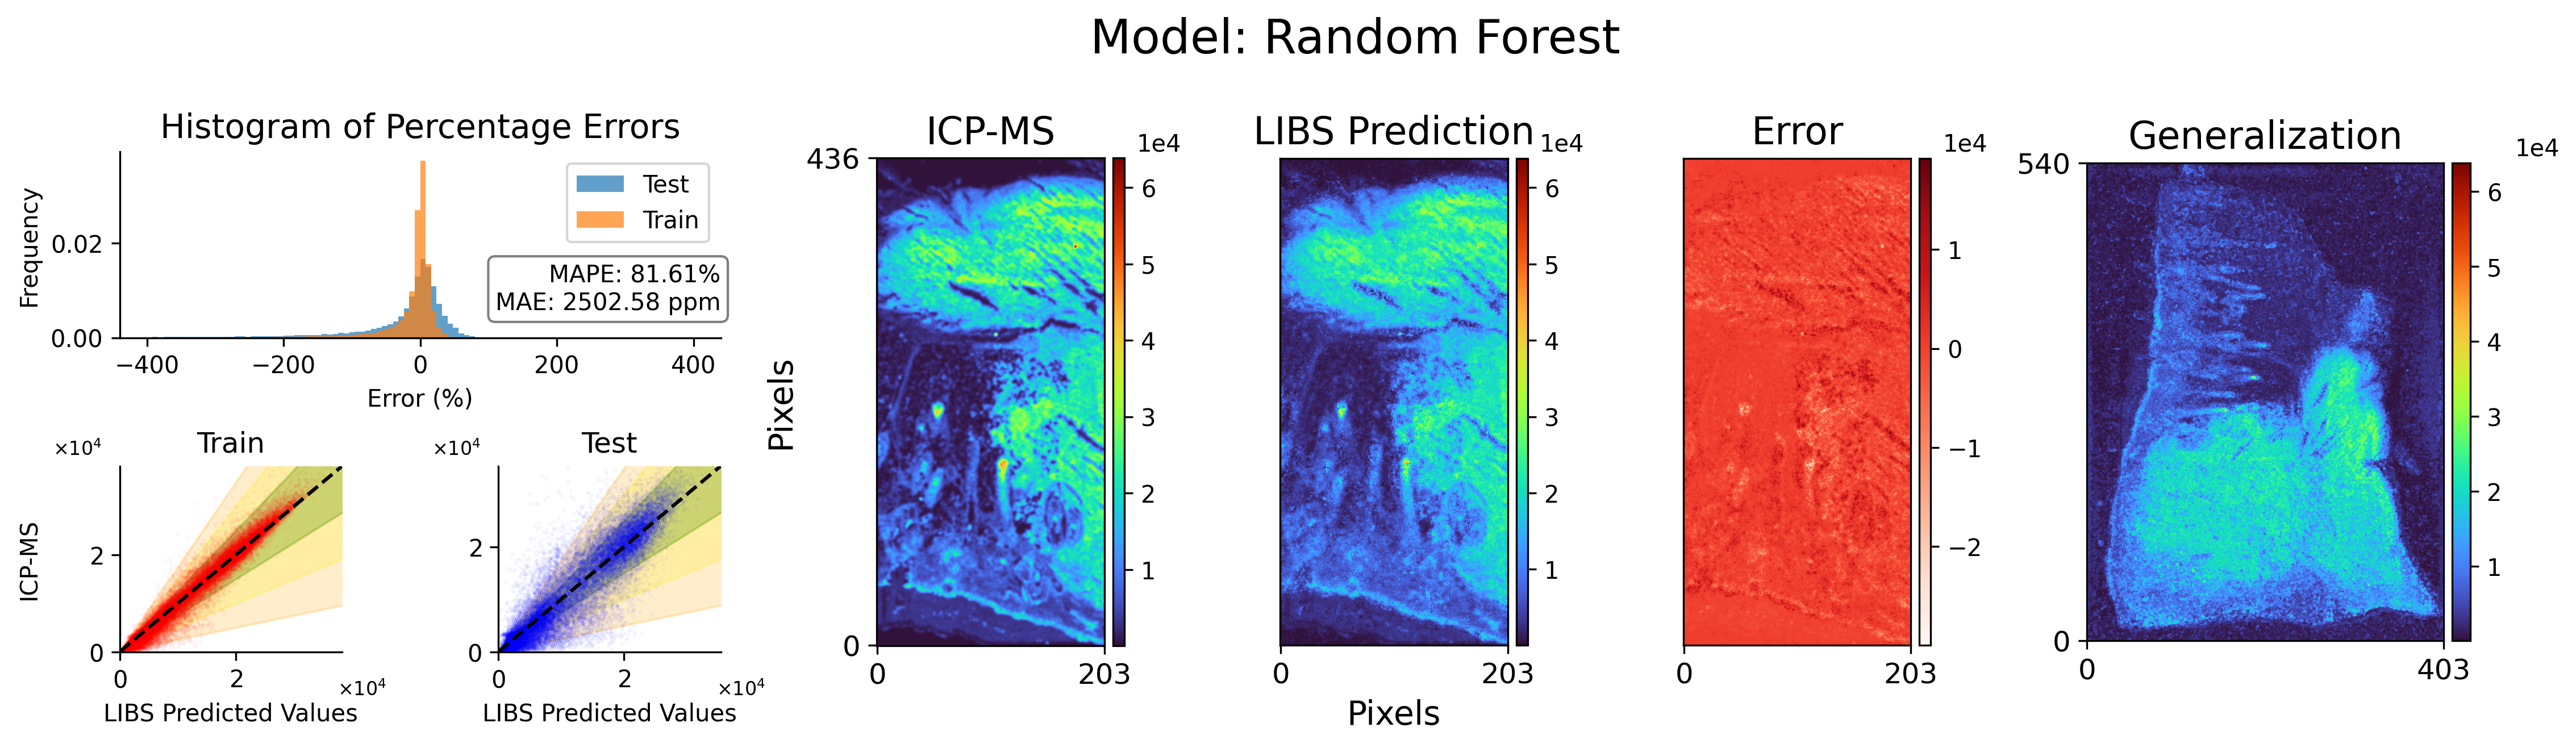 Model: Random Forest
Histogram of Percentage Errors
Frequency
0.02
0.00
Test
Train
MAPE: 81.61%
MAE: 2502.58 ppm
−400
−200
0
200
400
Error (%)
×10⁴
Train
ICP-MS
2
0
0
2
×10⁴
LIBS Predicted Values
×10⁴
Test
2
0
0
2
×10⁴
LIBS Predicted Values
ICP-MS
Pixels
436
0
0
203
1e4
6
5
4
3
2
1
LIBS Prediction
0
203
1e4
6
5
4
3
2
1
Pixels
Error
0
203
1e4
1
0
−1
−2
Generalization
540
0
0
403
1e4
6
5
4
3
2
1